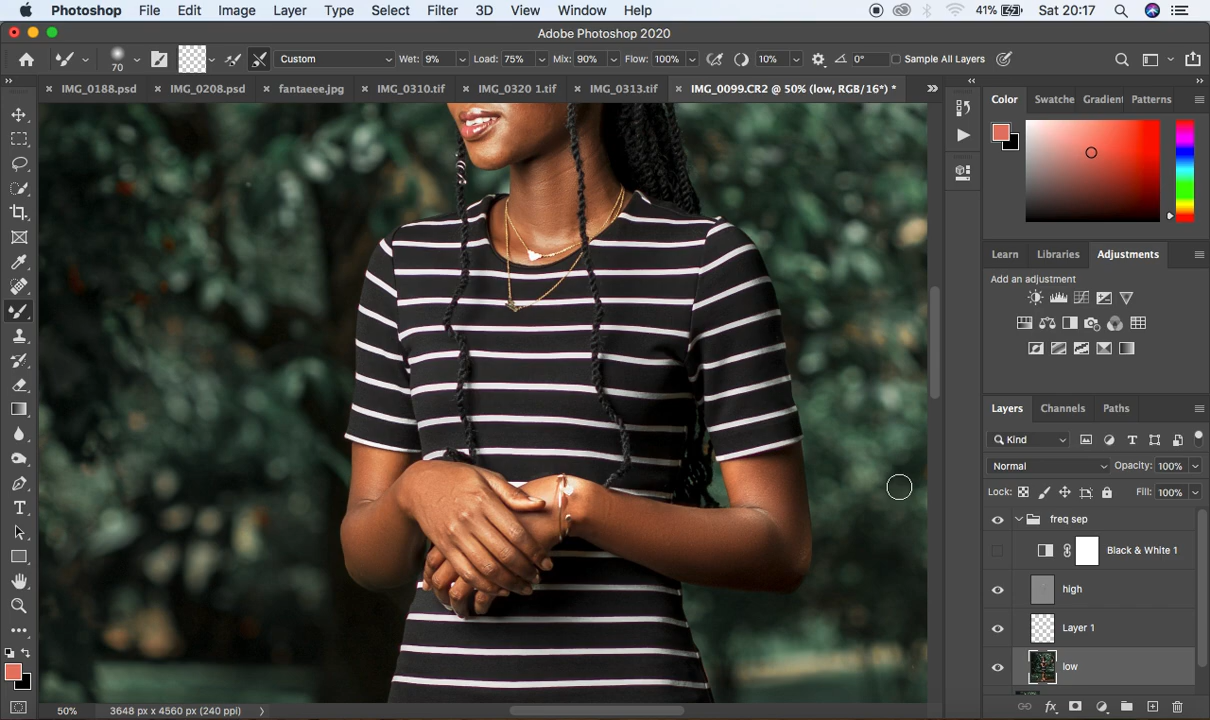 Photoshop File Edit Image Layer Type Select Filter 3D View Window Help 41% Sat 20:17
Adobe Photoshop 2020
70 Custom Wet: 9% Load: 75% Mix: 90% Flow: 100% 10% 0° Sample All Layers
IMG_0188.psd IMG_0208.psd fantaeee.jpg IMG_0310.tif IMG_0320 1.tif IMG_0313.tif IMG_0099.CR2 @ 50% (low, RGB/16*) *
Color Swatche Gradient Patterns
Learn Libraries Adjustments
Add an adjustment
Layers Channels Paths
Kind
Normal Opacity: 100%
Lock: Fill: 100%
freq sep
Black & White 1
high
Layer 1
low
50% 3648 px x 4560 px (240 ppi)